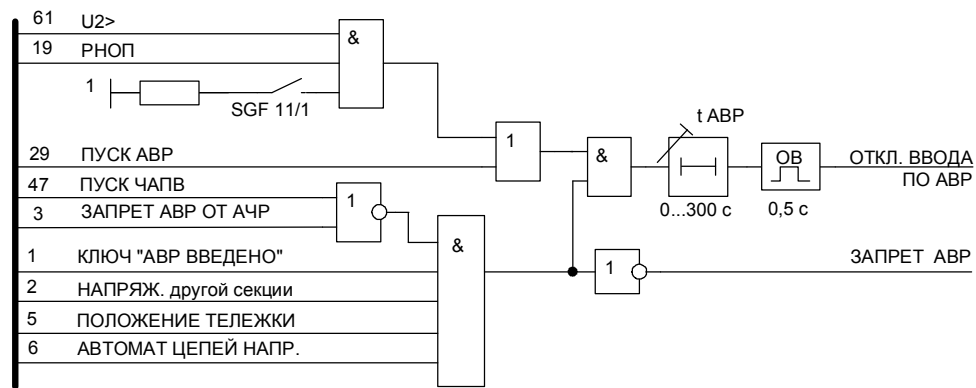 61 U2>
19 РНОП
&
1
SGF 11/1
t АВР
29 ПУСК АВР
1
&
ОВ
ОТКЛ. ВВОДА
ПО АВР
47 ПУСК ЧАПВ
0...300 с
0,5 с
3 ЗАПРЕТ АВР ОТ АЧР
1
&
1 КЛЮЧ "АВР ВВЕДЕНО"
1
ЗАПРЕТ АВР
2 НАПРЯЖ. другой секции
5 ПОЛОЖЕНИЕ ТЕЛЕЖКИ
6 АВТОМАТ ЦЕПЕЙ НАПР.